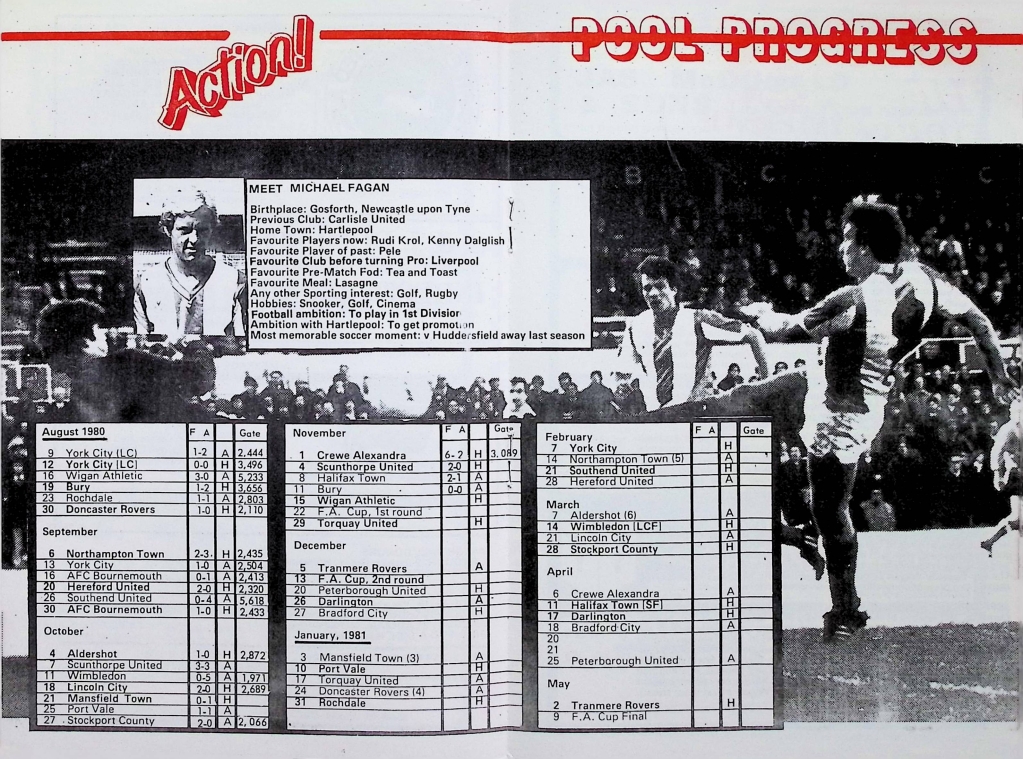 Action!
POOL PROGRESS
B C C
MEET MICHAEL FAGAN
Birthplace: Gosforth, Newcastle upon Tyne
Previous Club: Carlisle United
Home Town: Hartlepool
Favourite Players now: Rudi Krol, Kenny Dalglish
Favourite Player of past: Pele
Favourite Club before turning Pro: Liverpool
Favourite Pre-Match Fod: Tea and Toast
Favourite Meal: Lasagne
Any other Sporting interest: Golf, Rugby
Hobbies: Snooker, Golf, Cinema
Football ambition: To play in 1st Division
Ambition with Hartlepool: To get promotion
Most memorable soccer moment: v Huddersfield away last season
August 1980 F A Gate
9 York City (LC) 1-2 A 2,444
12 York City (LC) 0-0 H 3,496
16 Wigan Athletic 3-0 A 5,233
19 Bury 1-2 H 3,656
23 Rochdale 1-1 A 2,803
30 Doncaster Rovers 1-0 H 2,110
September
6 Northampton Town 2-3 H 2,435
13 York City 1-0 A 2,504
16 AFC Bournemouth 0-1 A 2,413
20 Hereford United 2-0 H 2,320
26 Southend United 0-4 A 5,618
30 AFC Bournemouth 1-0 H 2,433
October
4 Aldershot 1-0 H 2,872
7 Scunthorpe United 3-3 A
11 Wimbledon 0-5 A 1,971
18 Lincoln City 2-0 H 2,689
21 Mansfield Town 0-1 H
25 Port Vale 1-1 A
27 Stockport County 2-0 A 2,066
November F A Gate
1 Crewe Alexandra 6-2 H 3.089
4 Scunthorpe United 2-0 H
8 Halifax Town 2-1 A
11 Bury 0-0 A
15 Wigan Athletic H
22 F.A. Cup, 1st round
29 Torquay United H
December
5 Tranmere Rovers A
13 F.A. Cup, 2nd round
20 Peterborough United H
26 Darlington A
27 Bradford City H
January, 1981
3 Mansfield Town (3) A
10 Port Vale H
17 Torquay United A
24 Doncaster Rovers (4) A
31 Rochdale H
February F A Gate
7 York City H
14 Northampton Town (5) A
21 Southend United H
28 Hereford United A
March
7 Aldershot (6) A
14 Wimbledon (LCF) H
21 Lincoln City A
28 Stockport County H
April
6 Crewe Alexandra A
11 Halifax Town (SF) H
17 Darlington H
18 Bradford City A
20
21
25 Peterborough United A
May
2 Tranmere Rovers H
9 F.A. Cup Final